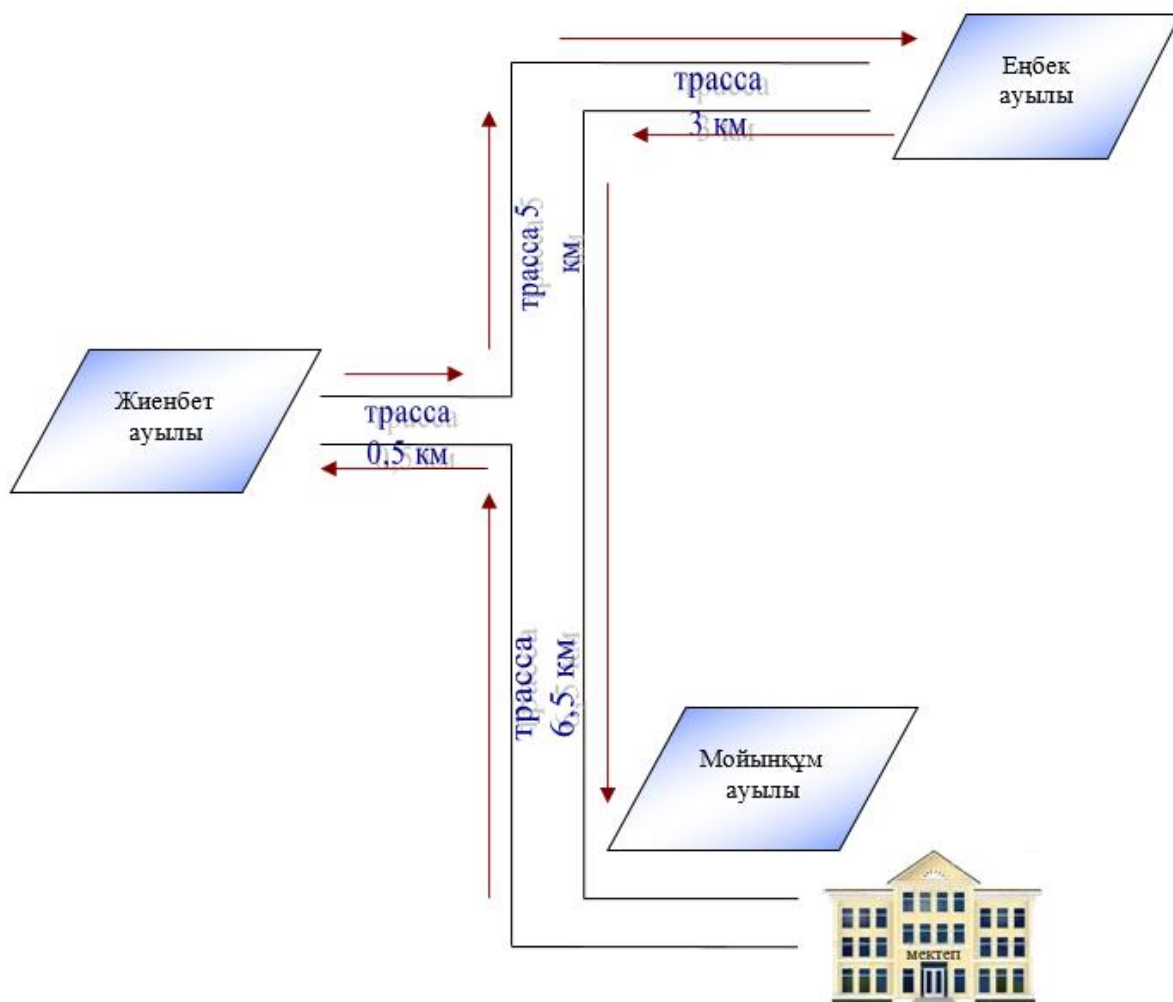 Еңбек
ауылы
трасса
3 км
трасса 5
км
Жиенбет
ауылы
трасса
0,5 км
трасса
6,5 км
Мойынқұм
ауылы
мектеп